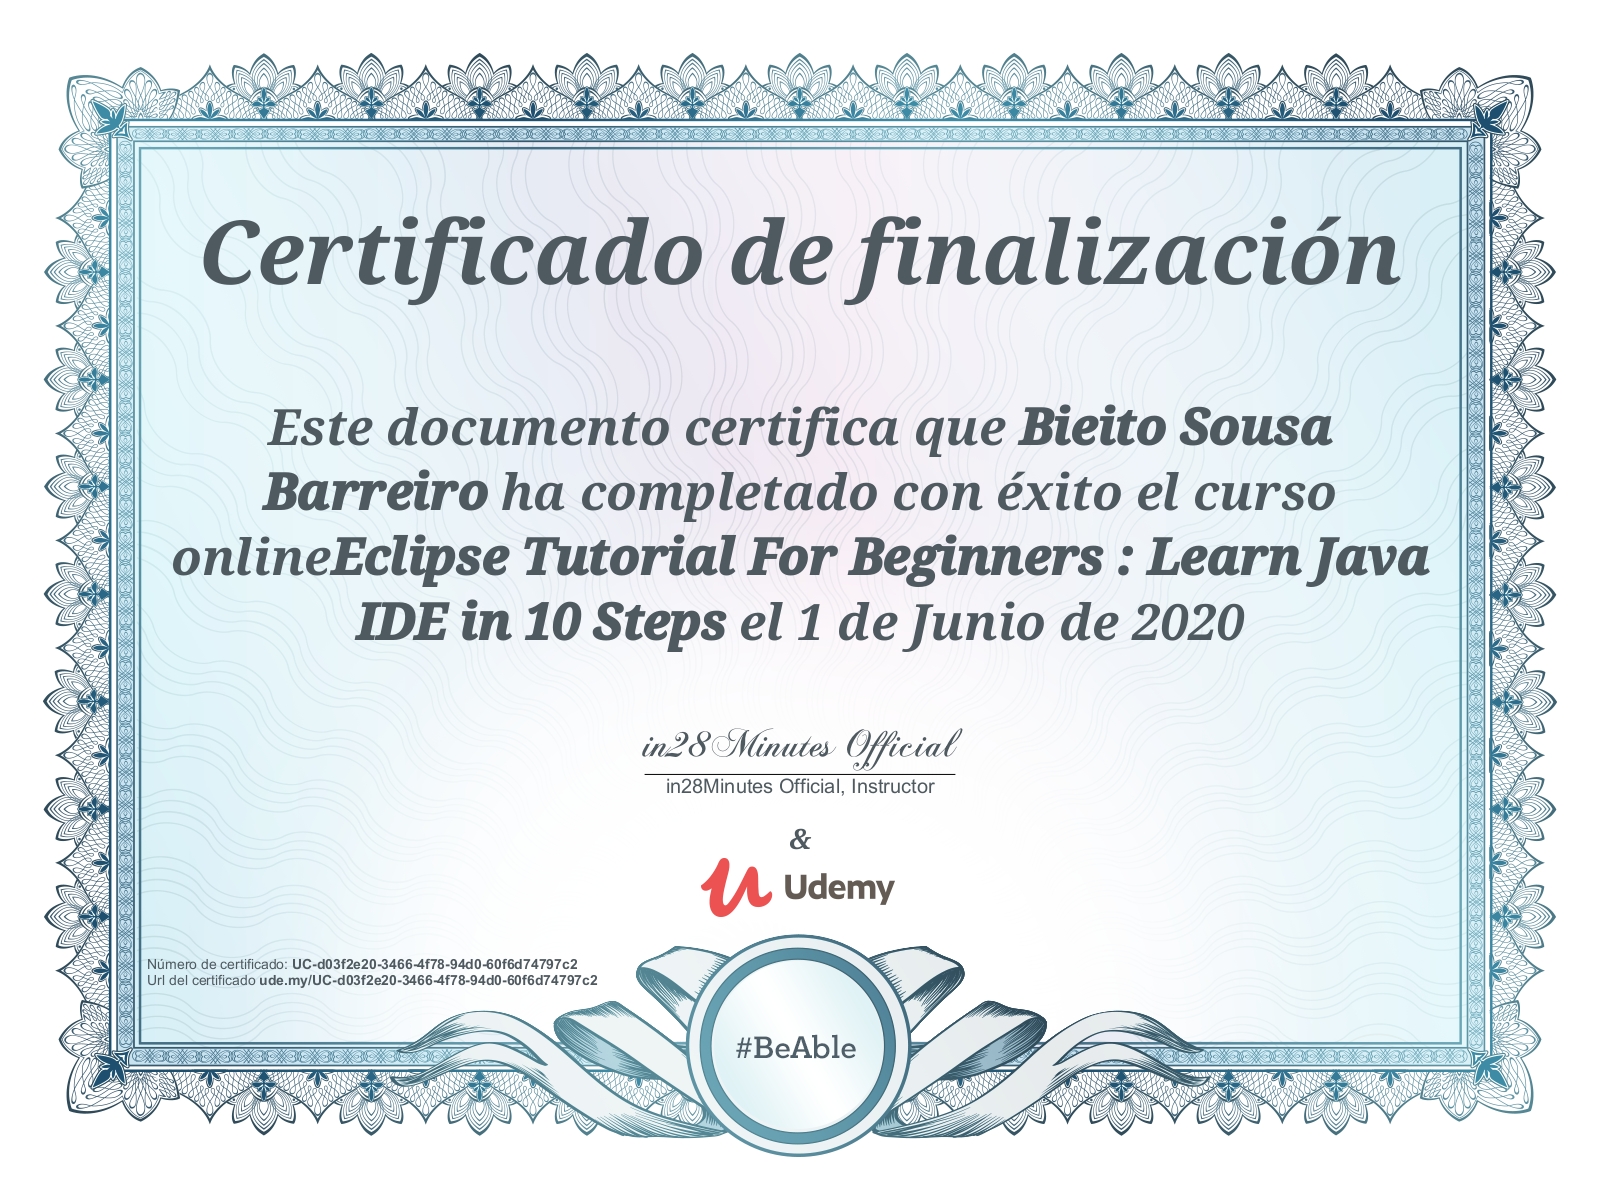 Certificado de finalización
Este documento certifica que Bieito Sousa
Barreiro ha completado con éxito el curso
onlineEclipse Tutorial For Beginners : Learn Java
IDE in 10 Steps el 1 de Junio de 2020
in28Minutes Official
in28Minutes Official, Instructor
&
Udemy
Número de certificado: UC-d03f2e20-3466-4f78-94d0-60f6d74797c2
Url del certificado ude.my/UC-d03f2e20-3466-4f78-94d0-60f6d74797c2
#BeAble